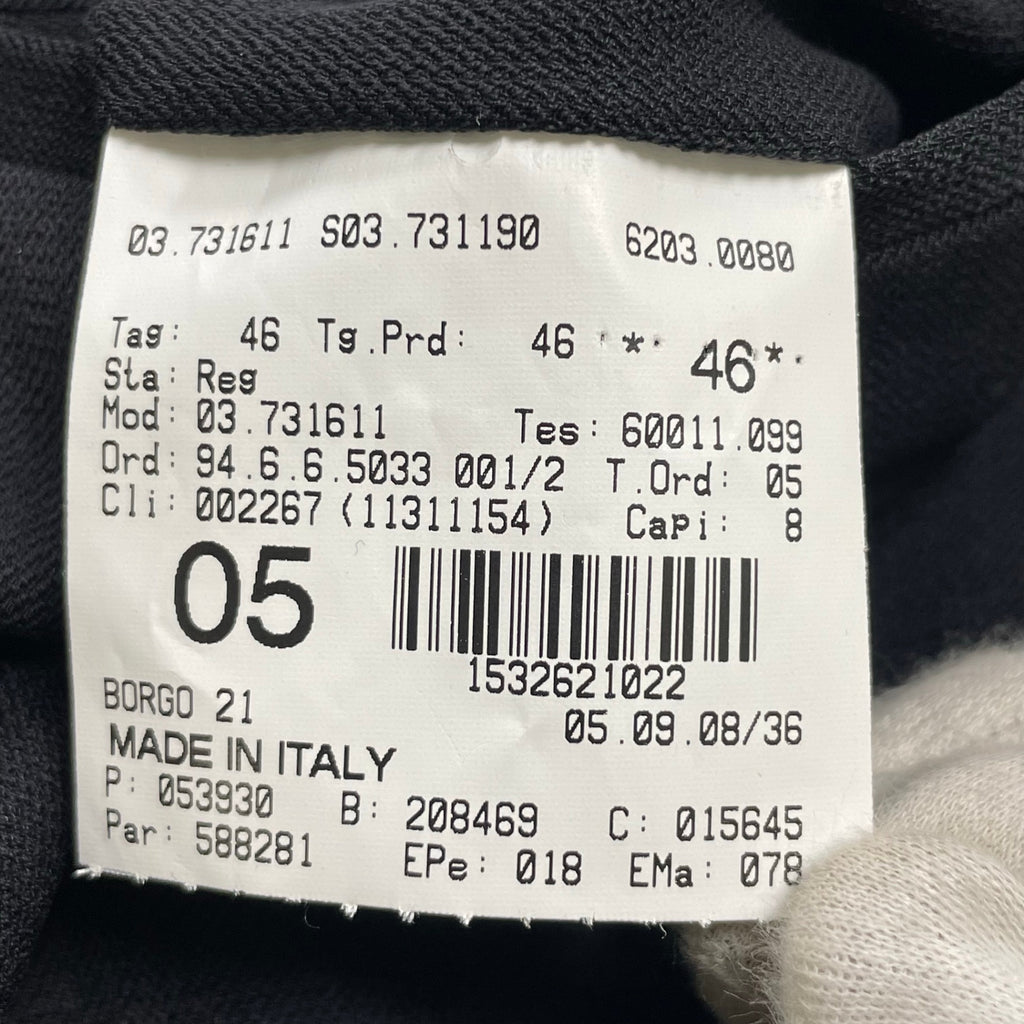 03.731611 S03.731190 6203.0080
Tag: 46 Tg.Prd: 46 * 46*
Sta: Reg
Mod: 03.731611 Tes: 60011.099
Ord: 94.6.6.5033 001/2 T.Ord: 05
Cli: 002267 (11311154) Capi: 8
05
1532621022
BORGO 21 05.09.08/36
MADE IN ITALY
P: 053930 B: 208469 C: 015645
Par: 588281 EPe: 018 EMa: 078